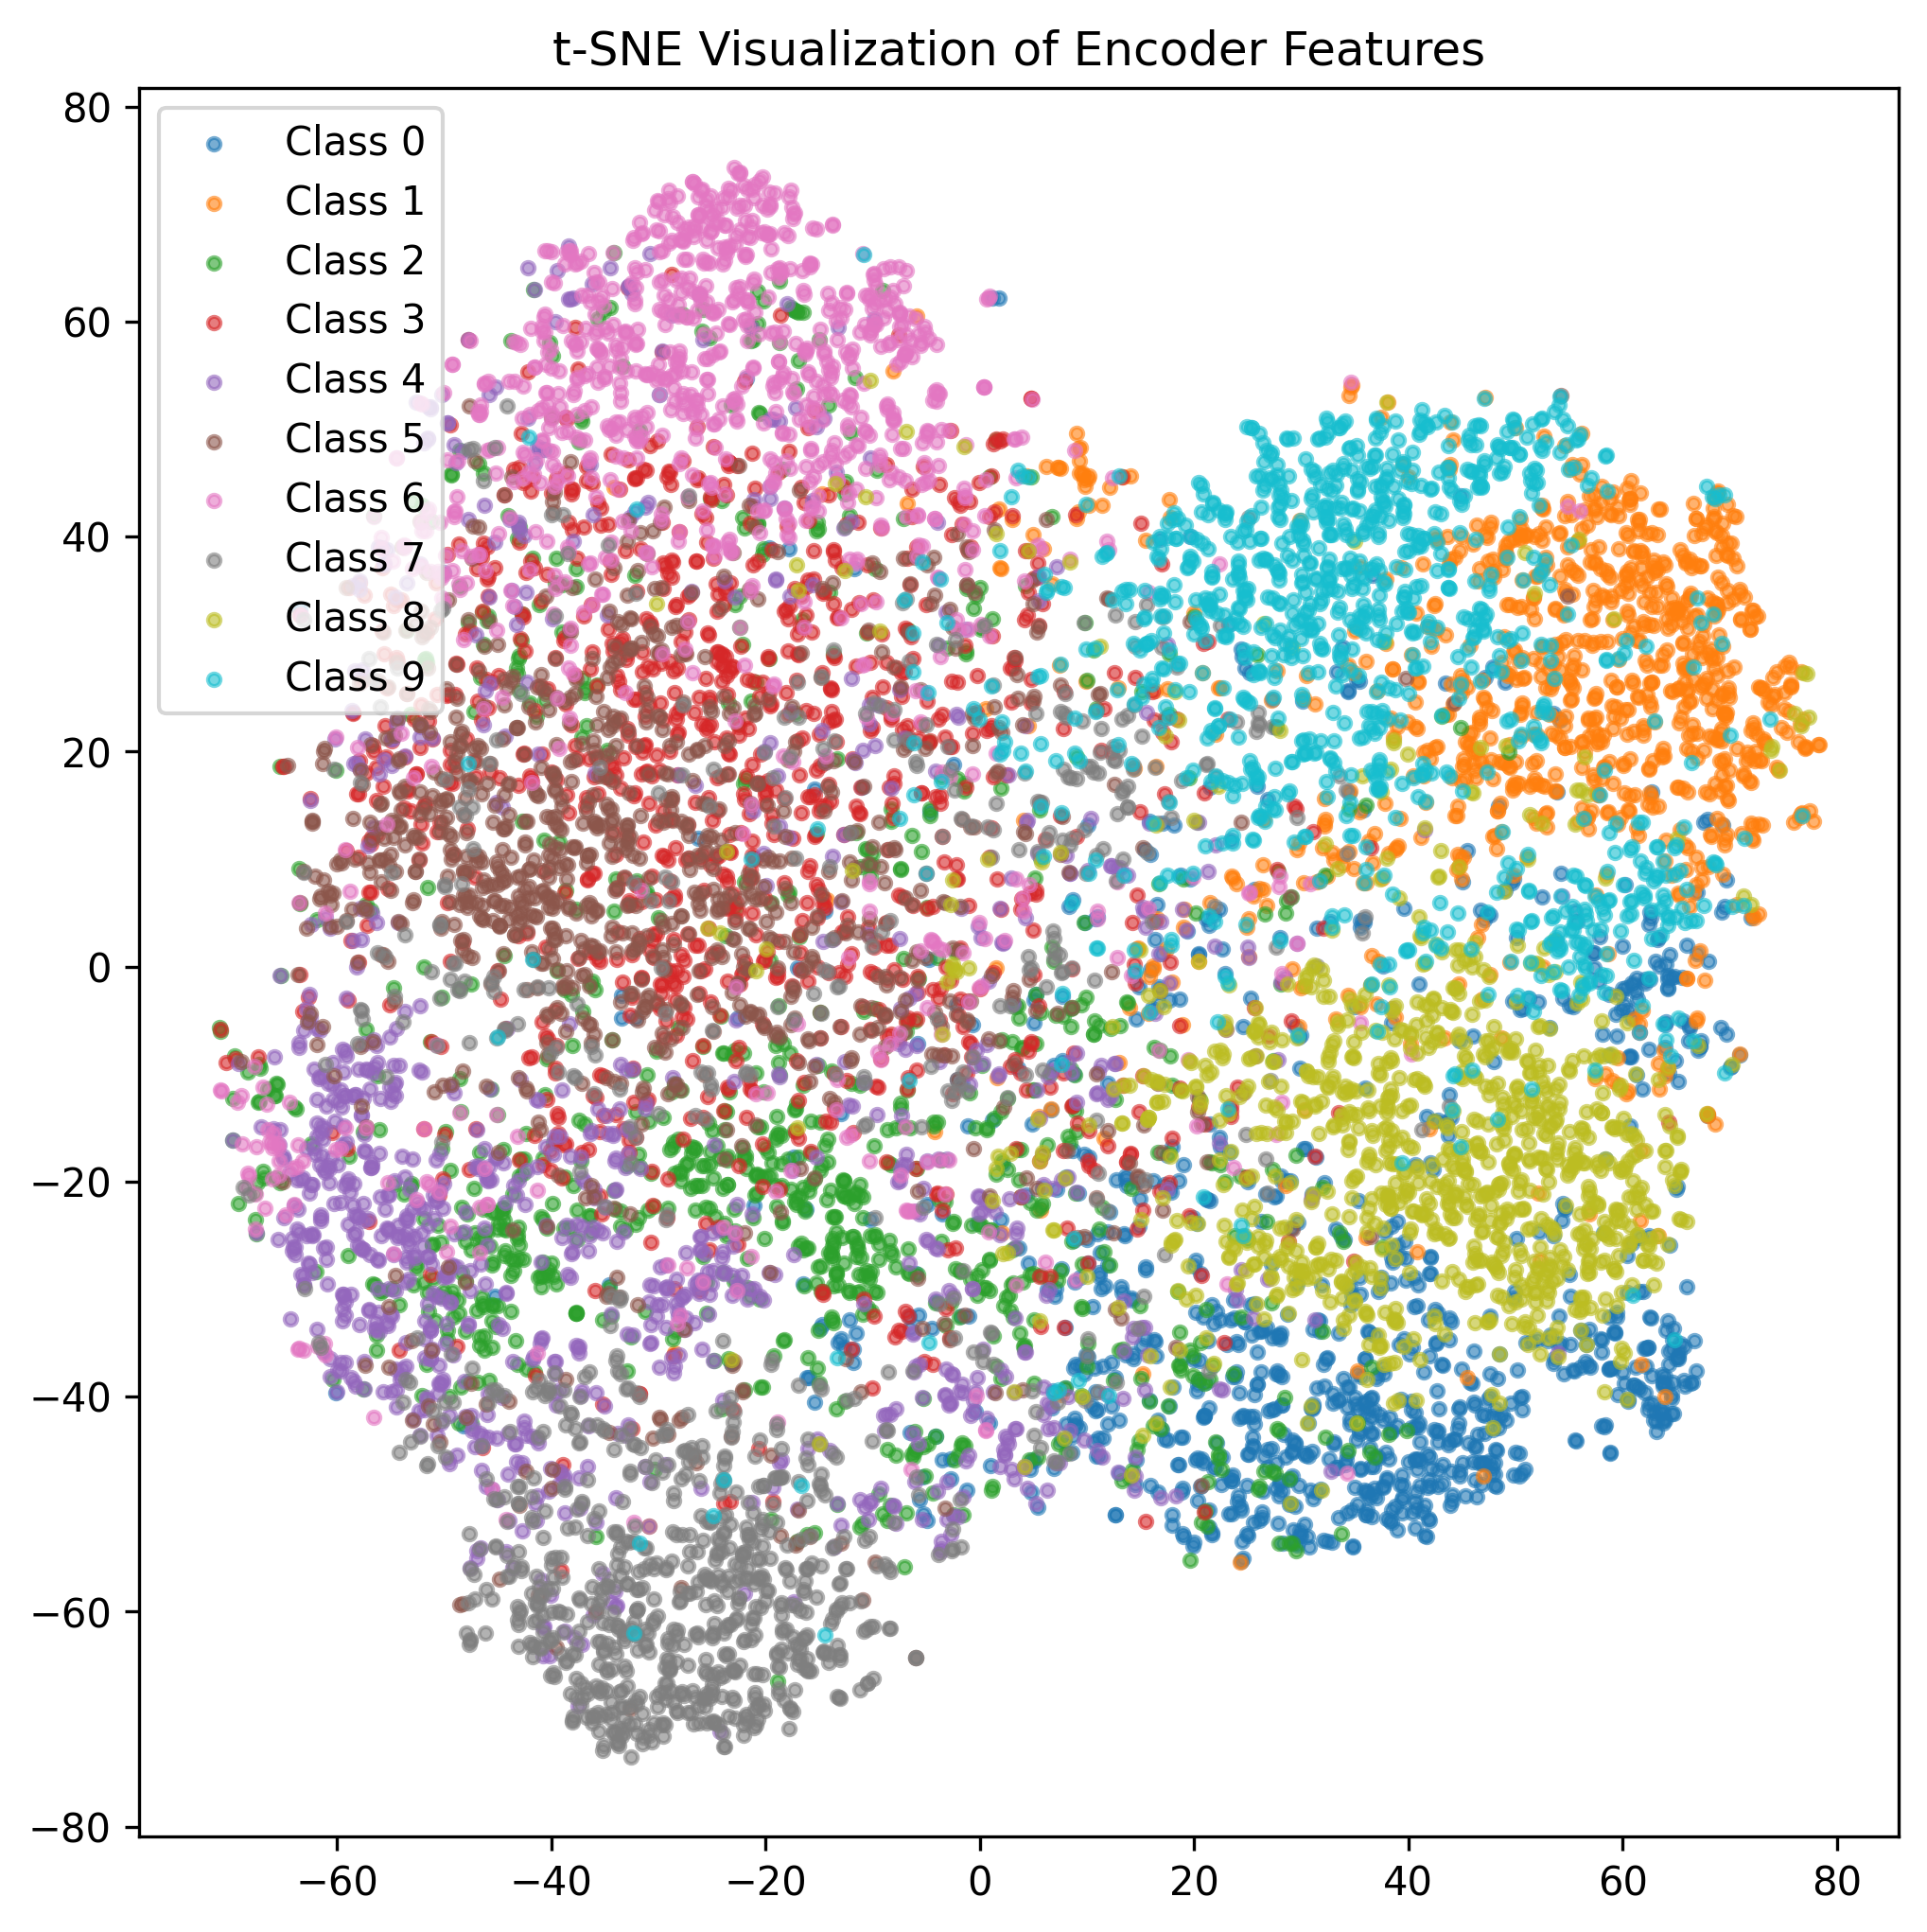 t-SNE Visualization of Encoder Features
80
60
40
20
0
−20
−40
−60
−80
Class 0
Class 1
Class 2
Class 3
Class 4
Class 5
Class 6
Class 7
Class 8
Class 9
−60
−40
−20
0
20
40
60
80